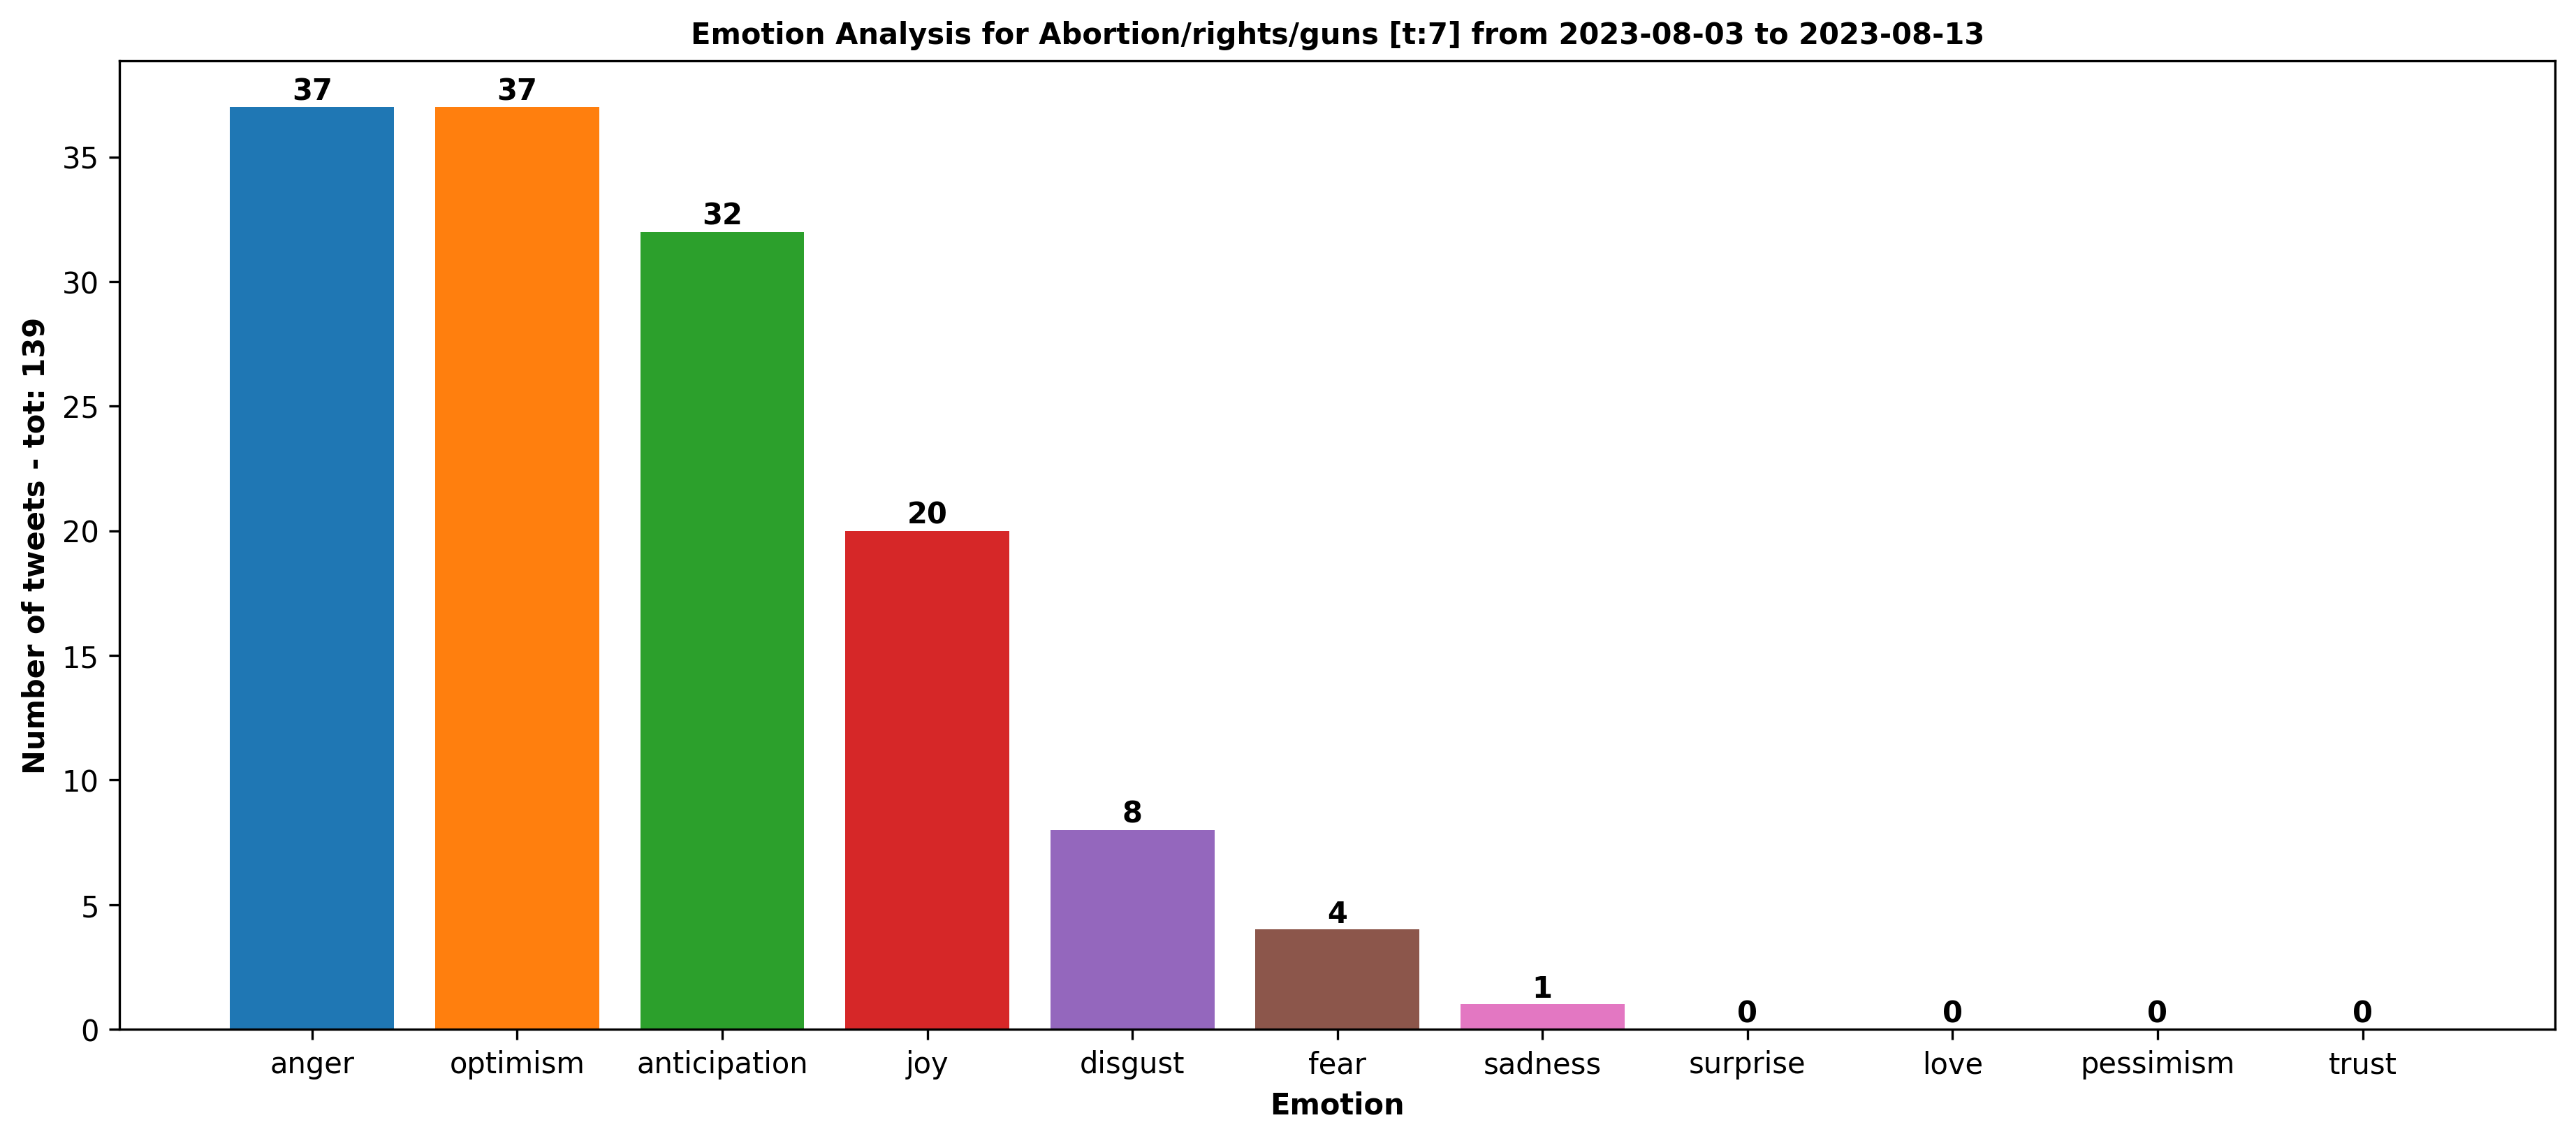 Emotion Analysis for Abortion/rights/guns [t:7] from 2023-08-03 to 2023-08-13
Number of tweets - tot: 139
35
30
25
20
15
10
5
0
37
37
32
20
8
4
1
0
0
0
0
anger
optimism
anticipation
joy
disgust
fear
sadness
surprise
love
pessimism
trust
Emotion